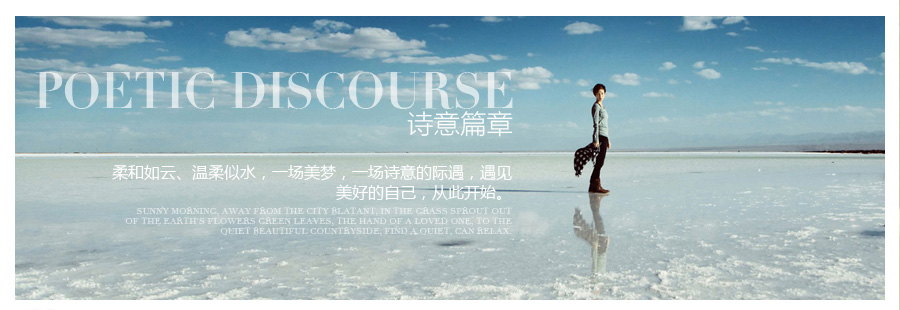 POETIC DISCOURSE
诗意篇章
柔和如云、温柔似水，一场美梦，一场诗意的际遇，遇见
美好的自己，从此开始。
SUNNY MORNING, AWAY FROM THE CITY BLATANT, IN THE GRASS SPROUT OUT
OF THE EARTH'S FLOWERS GREEN LEAVES, THE HAND OF A LOVED ONE, TO THE
QUIET BEAUTIFUL COUNTRYSIDE, FIND A QUIET, CAN RELAX.